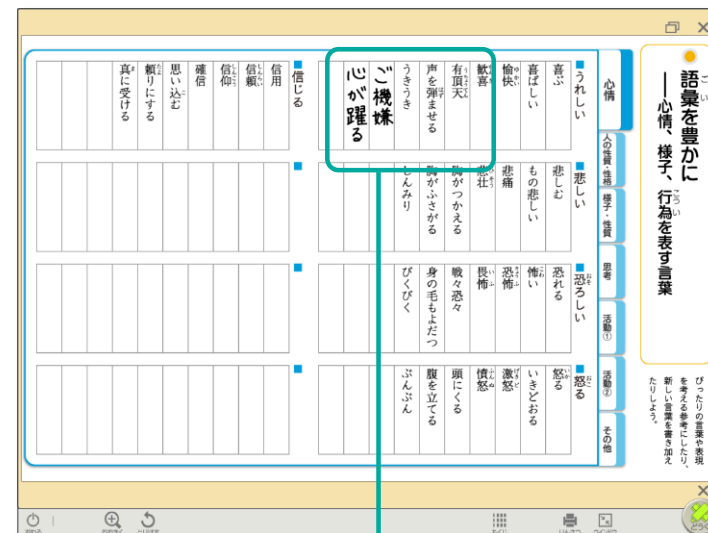 語彙を豊かに
ごい
――心情、様子、行為を表す言葉
こうい
ぴったりの言葉や表現
を考える参考にしたり、
新しい言葉を書き加え
たりしよう。
心情
人の性質・性格
様子・性質
思考
活動①
活動②
その他
■うれしい
喜ぶ
喜ばしい
愉快
歓喜
有頂天
声を弾ませる
うきうき
ご機嫌
心が躍る
■悲しい
悲しむ
もの悲しい
悲痛
悲壮
胸がつかえる
胸がふさがる
しんみり
■恐ろしい
恐れる
怖い
恐怖
畏怖
戦々恐々
身の毛もよだつ
びくびく
■怒る
怒る
いきどおる
激怒
憤怒
頭にくる
腹を立てる
ぷんぷん
■信じる
信用
信頼
信仰
確信
思い込む
頼りにする
真に受ける